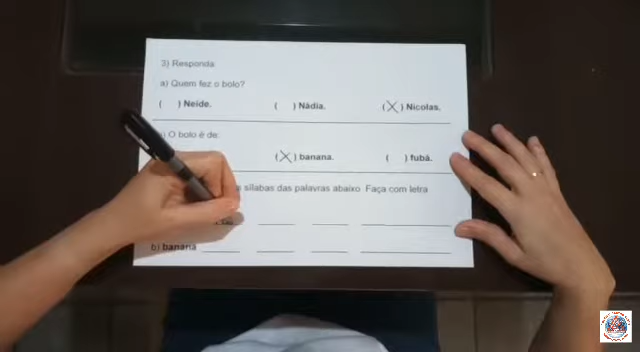 3) Responda
a) Quem fez o bolo?
( ) Neide. ( ) Nádia. (X) Nicolas.
) O bolo é de:
(X) banana. ( ) fubá.
sílabas das palavras abaixo. Faça com letra
b) banana